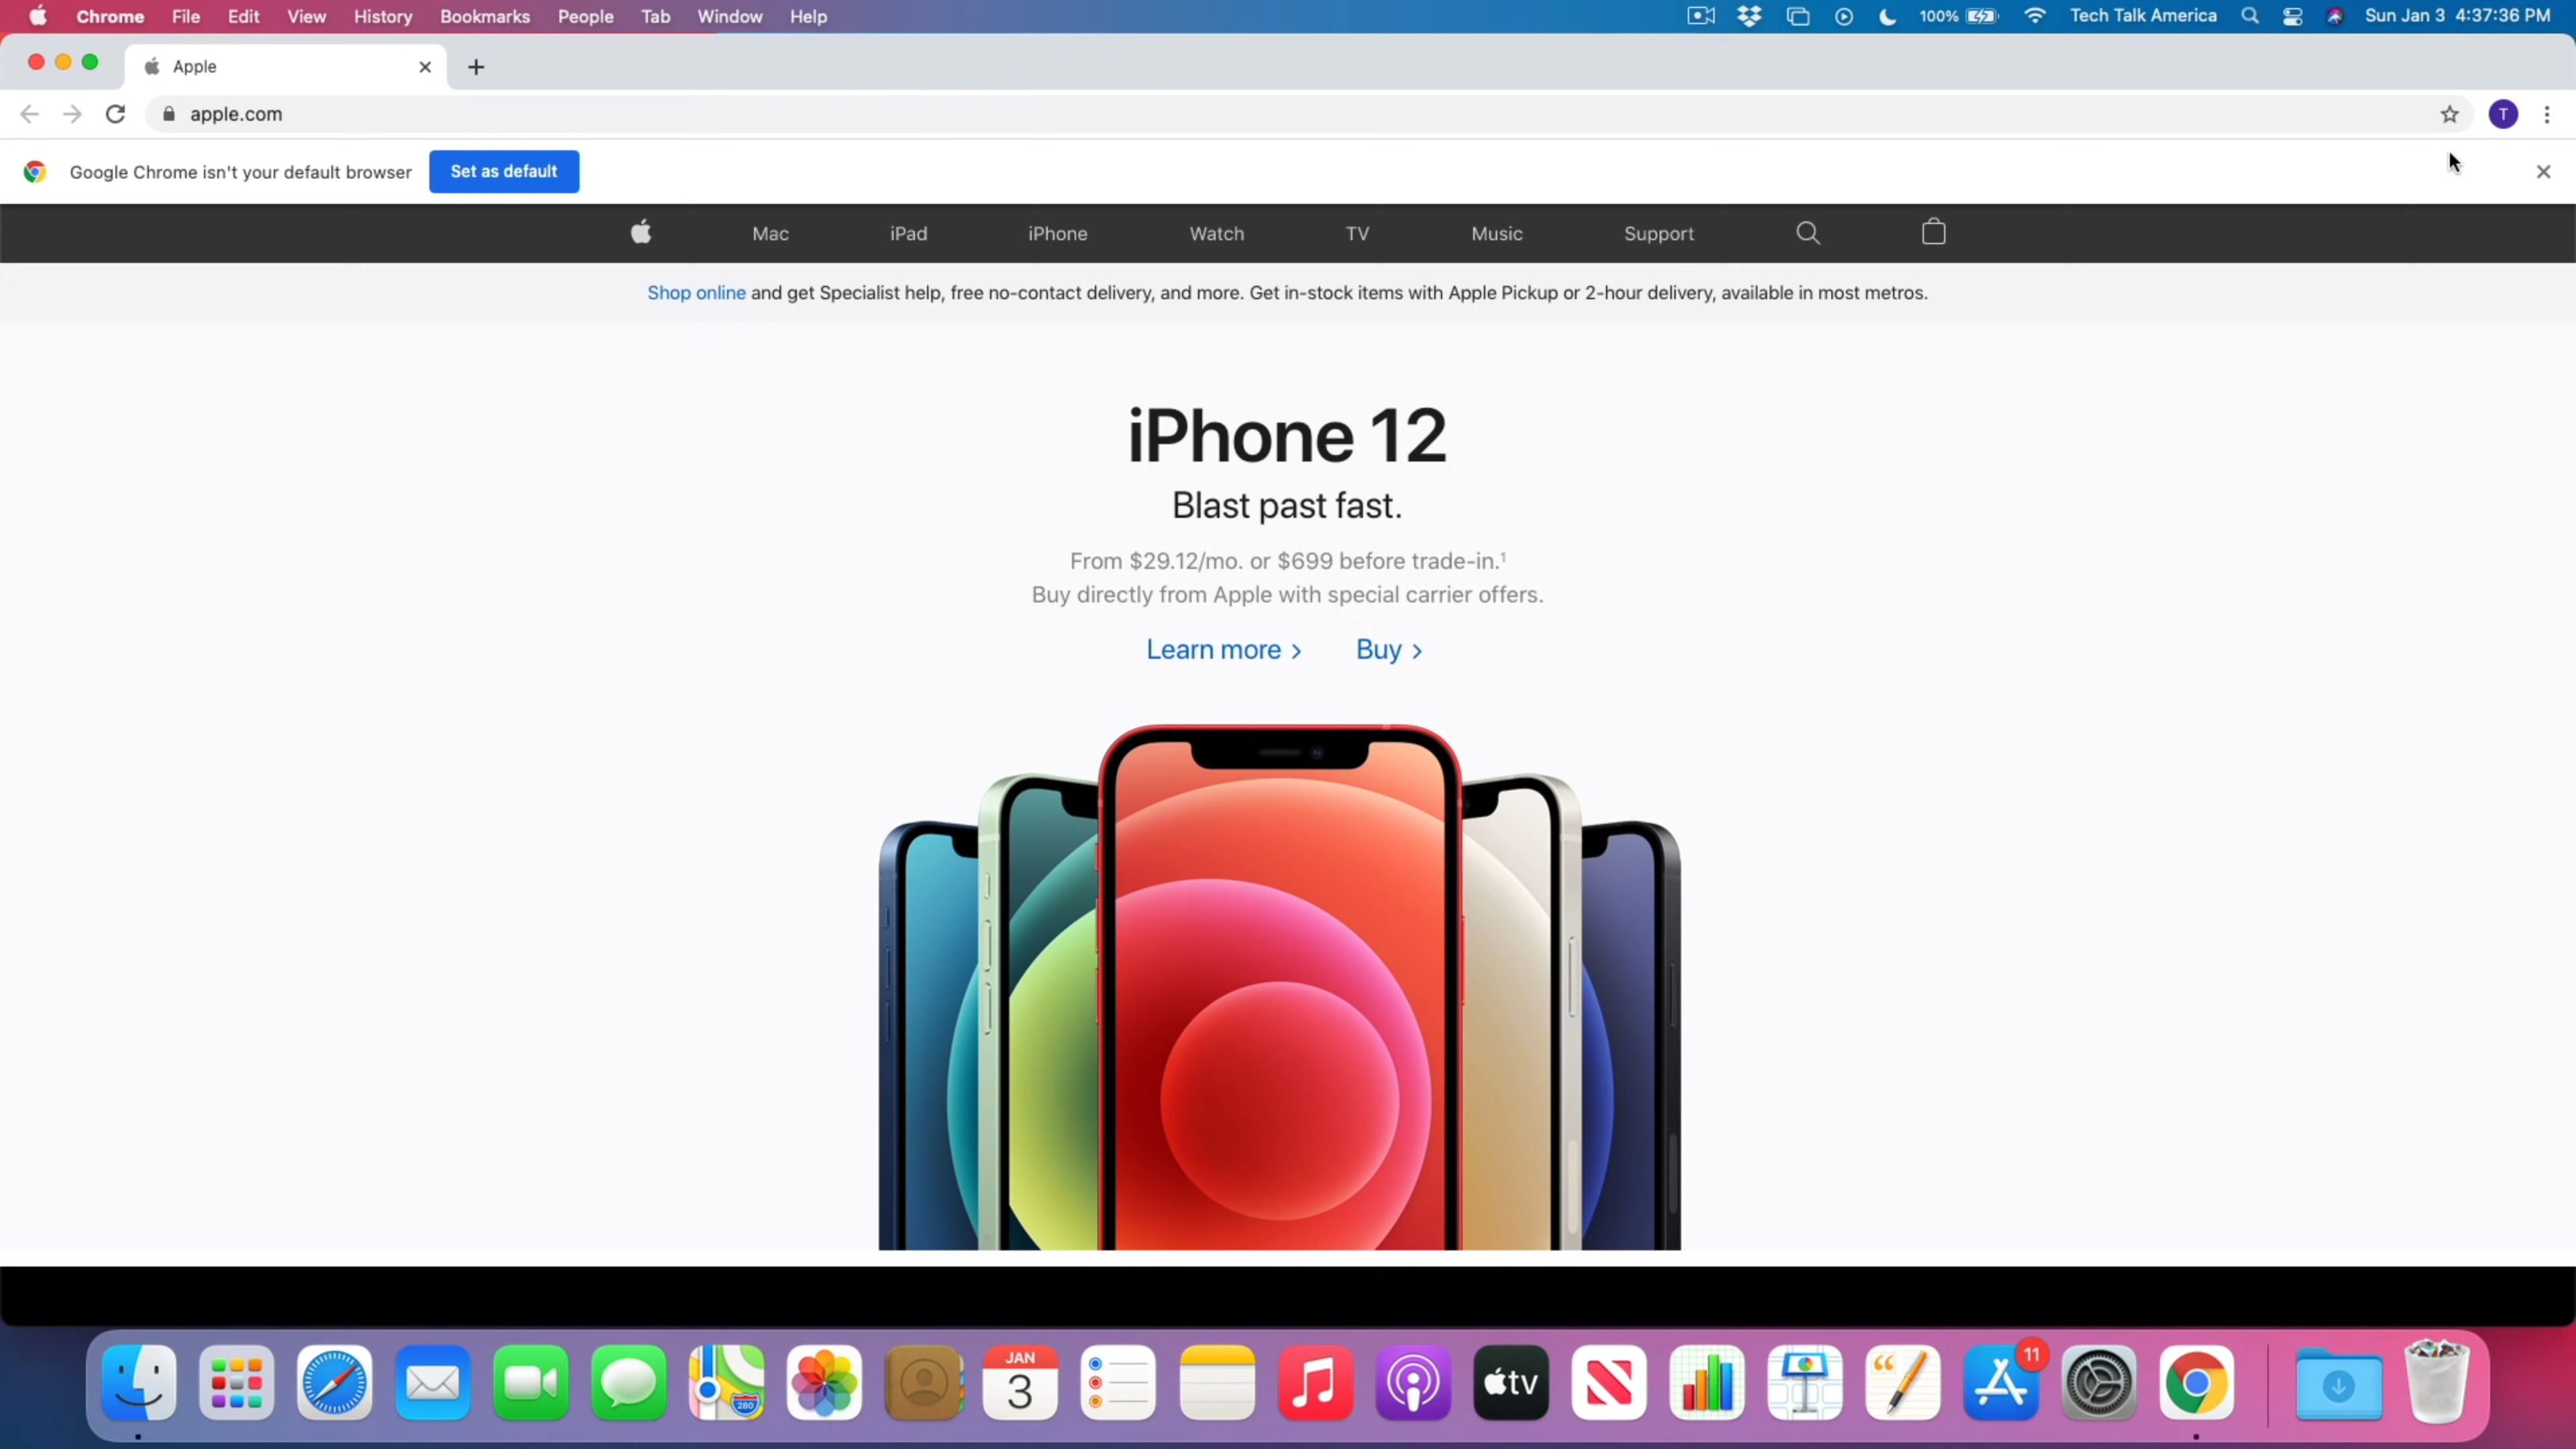 Chrome File Edit View History Bookmarks People Tab Window Help 100% Tech Talk America Sun Jan 3 4:37:36 PM
Apple
apple.com T
Google Chrome isn't your default browser Set as default
Mac iPad iPhone Watch TV Music Support
Shop online and get Specialist help, free no-contact delivery, and more. Get in-stock items with Apple Pickup or 2-hour delivery, available in most metros.
iPhone 12
Blast past fast.
From $29.12/mo. or $699 before trade-in.¹
Buy directly from Apple with special carrier offers.
Learn more > Buy >
JAN 11
3 tv
280